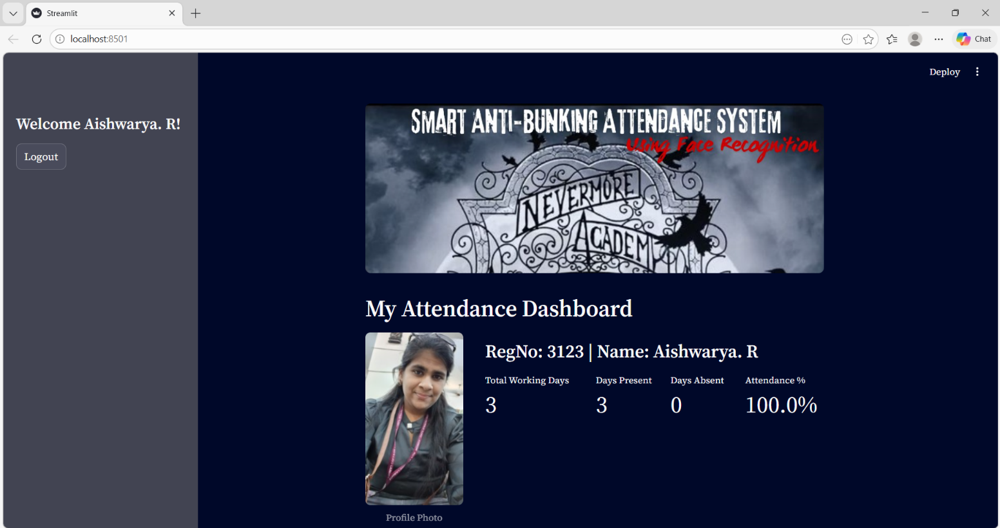 Streamlit
localhost:8501
Chat
Deploy
Welcome Aishwarya. R!
Logout
SMART ANTI-BUNKING ATTENDANCE SYSTEM
Using Face Recognition
NEVERMORE
ACADEM
My Attendance Dashboard
RegNo: 3123 | Name: Aishwarya. R
Total Working Days Days Present Days Absent Attendance %
3 3 0 100.0%
Profile Photo